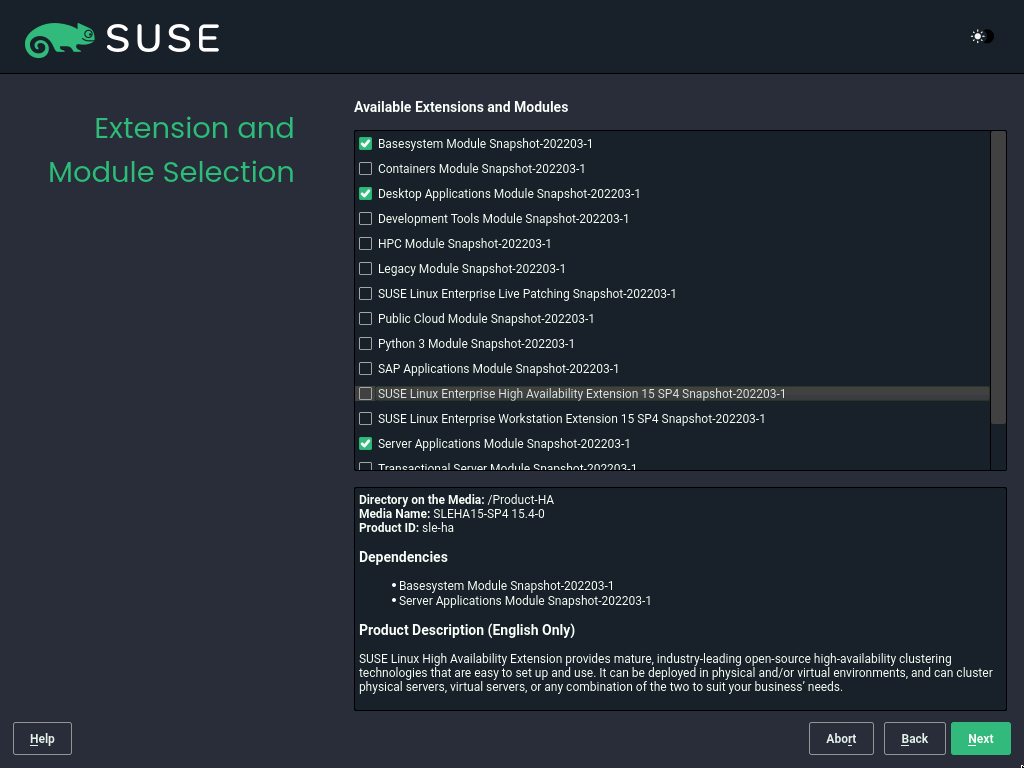 SUSE
Extension and
Module Selection
Available Extensions and Modules
Basesystem Module Snapshot-202203-1
Containers Module Snapshot-202203-1
Desktop Applications Module Snapshot-202203-1
Development Tools Module Snapshot-202203-1
HPC Module Snapshot-202203-1
Legacy Module Snapshot-202203-1
SUSE Linux Enterprise Live Patching Snapshot-202203-1
Public Cloud Module Snapshot-202203-1
Python 3 Module Snapshot-202203-1
SAP Applications Module Snapshot-202203-1
SUSE Linux Enterprise High Availability Extension 15 SP4 Snapshot-202203-1
SUSE Linux Enterprise Workstation Extension 15 SP4 Snapshot-202203-1
Server Applications Module Snapshot-202203-1
Transactional Server Module Snapshot-202203-1
Directory on the Media: /Product-HA
Media Name: SLEHA15-SP4 15.4-0
Product ID: sle-ha
Dependencies
• Basesystem Module Snapshot-202203-1
• Server Applications Module Snapshot-202203-1
Product Description (English Only)
SUSE Linux High Availability Extension provides mature, industry-leading open-source high-availability clustering
technologies that are easy to set up and use. It can be deployed in physical and/or virtual environments, and can cluster
physical servers, virtual servers, or any combination of the two to suit your business’ needs.
Help
Abort
Back
Next